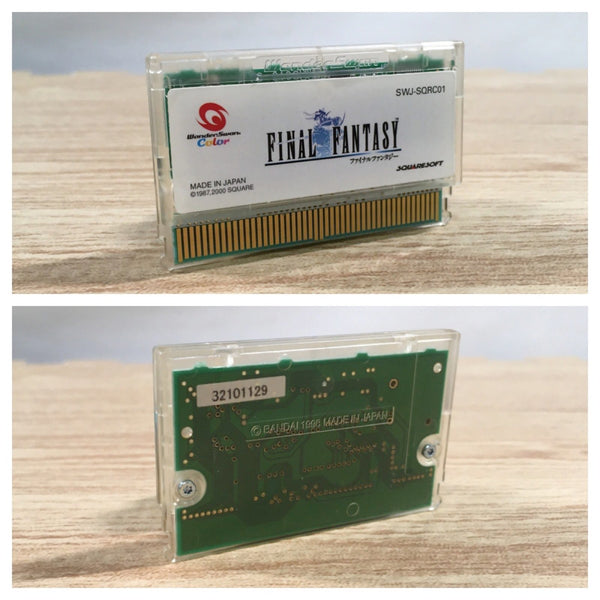 WonderSwan
SWJ-SQRC01
WonderSwan
Color
FINAL FANTASY
ファイナルファンタジー
MADE IN JAPAN
©1987,2000 SQUARE
SQUARESOFT
32101129
© BANDAI 1998 MADE IN JAPAN